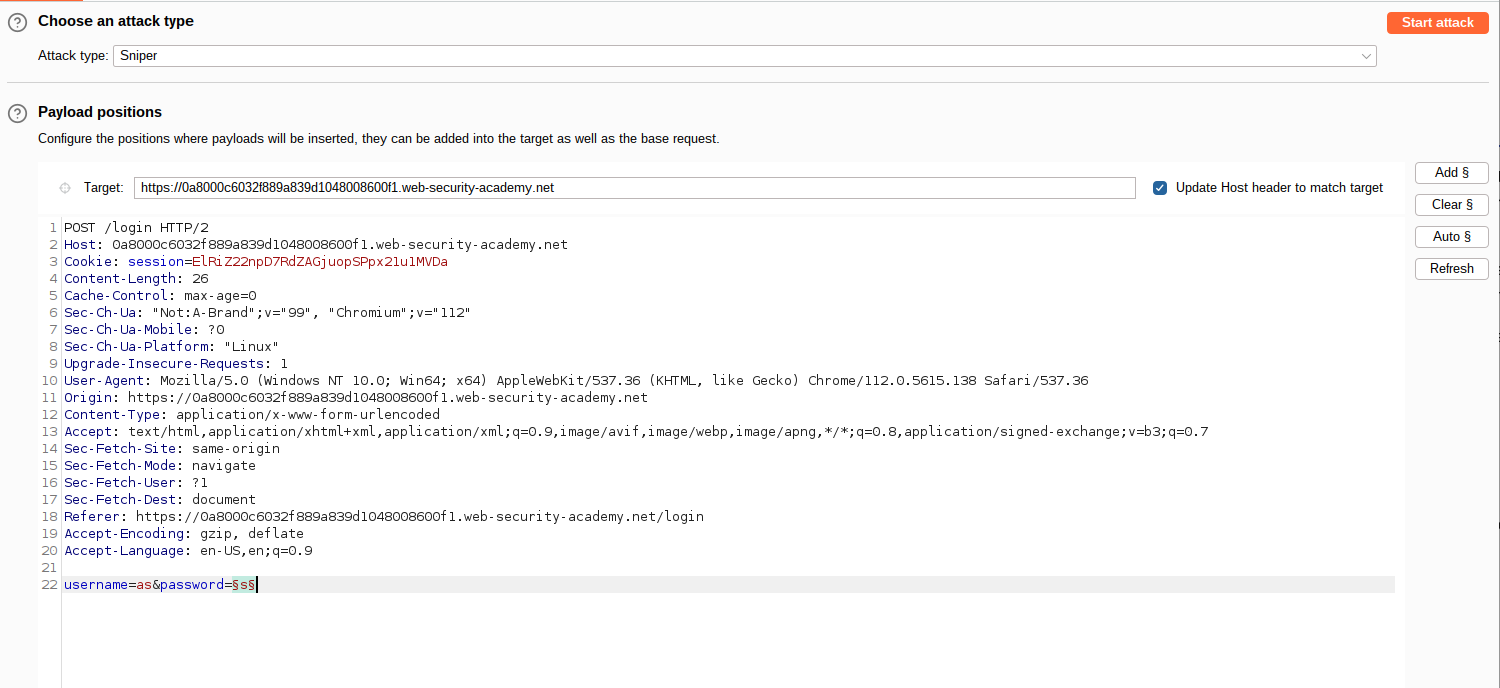 Choose an attack type
Start attack
Attack type: Sniper
Payload positions
Configure the positions where payloads will be inserted, they can be added into the target as well as the base request.
Target: https://0a8000c6032f889a839d1048008600f1.web-security-academy.net
Update Host header to match target
Add §
Clear §
Auto §
Refresh
1 POST /login HTTP/2
2 Host: 0a8000c6032f889a839d1048008600f1.web-security-academy.net
3 Cookie: session=ElRiZ22npD7RdZAGjuopSPpx21u1MVDa
4 Content-Length: 26
5 Cache-Control: max-age=0
6 Sec-Ch-Ua: "Not:A-Brand";v="99", "Chromium";v="112"
7 Sec-Ch-Ua-Mobile: ?0
8 Sec-Ch-Ua-Platform: "Linux"
9 Upgrade-Insecure-Requests: 1
10 User-Agent: Mozilla/5.0 (Windows NT 10.0; Win64; x64) AppleWebKit/537.36 (KHTML, like Gecko) Chrome/112.0.5615.138 Safari/537.36
11 Origin: https://0a8000c6032f889a839d1048008600f1.web-security-academy.net
12 Content-Type: application/x-www-form-urlencoded
13 Accept: text/html,application/xhtml+xml,application/xml;q=0.9,image/avif,image/webp,image/apng,*/*;q=0.8,application/signed-exchange;v=b3;q=0.7
14 Sec-Fetch-Site: same-origin
15 Sec-Fetch-Mode: navigate
16 Sec-Fetch-User: ?1
17 Sec-Fetch-Dest: document
18 Referer: https://0a8000c6032f889a839d1048008600f1.web-security-academy.net/login
19 Accept-Encoding: gzip, deflate
20 Accept-Language: en-US,en;q=0.9
21
22 username=as&password=§s§